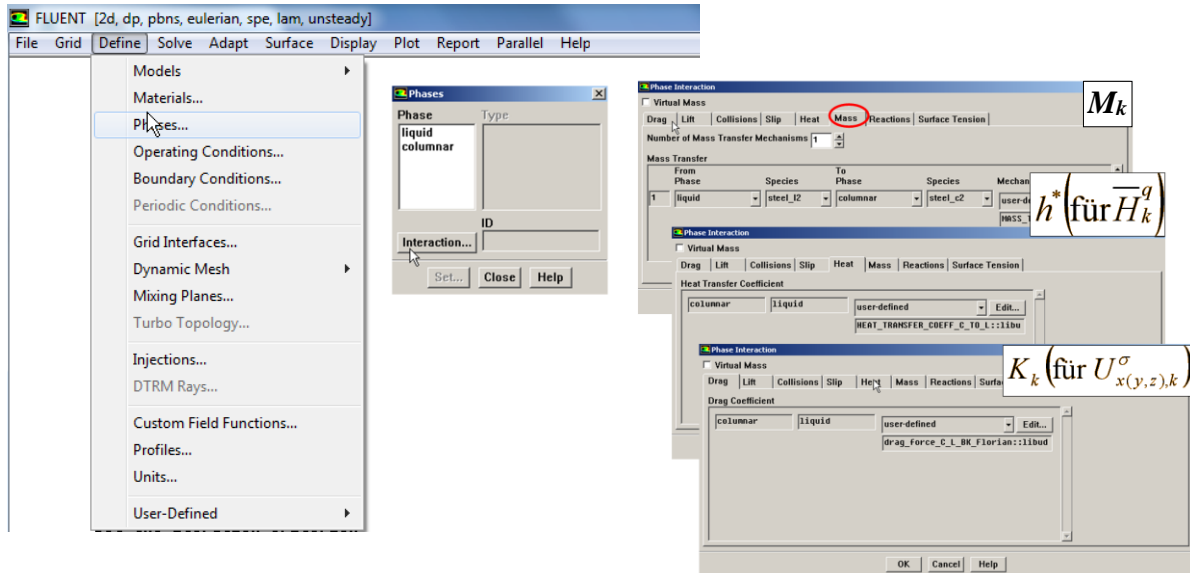 FLUENT [2d, dp, pbns, eulerian, spe, lam, unsteady]
File Grid Define Solve Adapt Surface Display Plot Report Parallel Help
Models
Materials...
Phases...
Operating Conditions...
Boundary Conditions...
Periodic Conditions...
Grid Interfaces...
Dynamic Mesh
Mixing Planes...
Turbo Topology...
Injections...
DTRM Rays...
Custom Field Functions...
Profiles...
Units...
User-Defined
Phases
Phase Type
liquid
columnar
ID
Interaction...
Set... Close Help
Phase Interaction
Virtual Mass
Drag Lift Collisions Slip Heat Mass Reactions Surface Tension
Number of Mass Transfer Mechanisms 1
Mass Transfer
From To
Phase Species Phase Species Mechan
1 liquid steel_l2 columnar steel_c2 user-de
MASS_T
M_k
Phase Interaction
Virtual Mass
Drag Lift Collisions Slip Heat Mass Reactions Surface Tension
Heat Transfer Coefficient
columnar liquid user-defined Edit...
HEAT_TRANSFER_COEFF_C_TO_L::libu
h* (für H̅_k^q)
Phase Interaction
Virtual Mass
Drag Lift Collisions Slip Heat Mass Reactions Surfa
Drag Coefficient
columnar liquid user-defined Edit...
drag_force_C_L_BK_Florian::libud
K_k (für U^σ_x(y,z),k)
OK Cancel Help